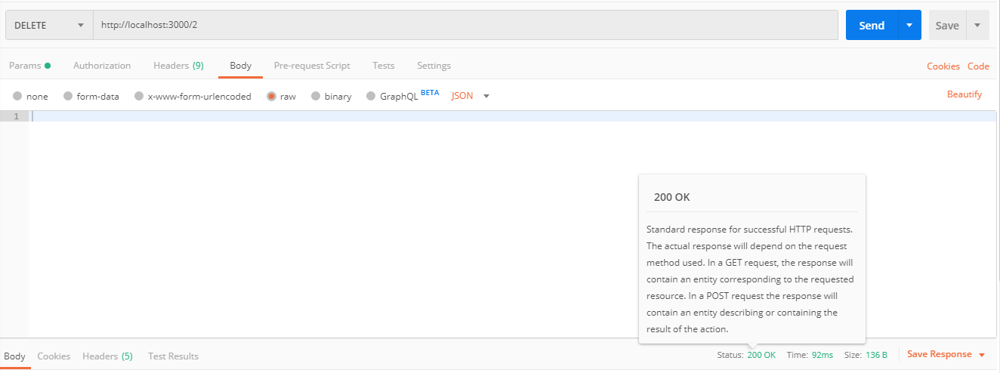 DELETE http://localhost:3000/2 Send Save
Params Authorization Headers (9) Body Pre-request Script Tests Settings Cookies Code
none form-data x-www-form-urlencoded raw binary GraphQL BETA JSON Beautify
1
200 OK
Standard response for successful HTTP requests.
The actual response will depend on the request
method used. In a GET request, the response will
contain an entity corresponding to the requested
resource. In a POST request the response will
contain an entity describing or containing the
result of the action.
Body Cookies Headers (5) Test Results Status: 200 OK Time: 92ms Size: 136 B Save Response